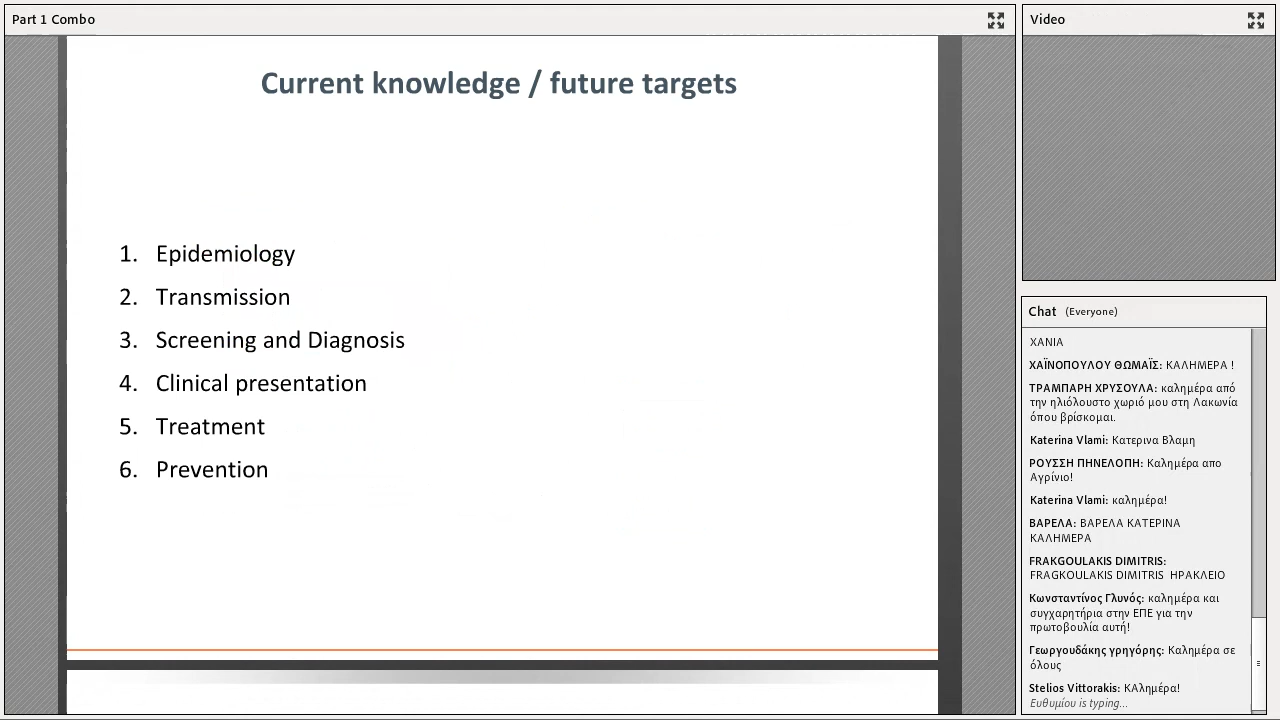 Part 1 Combo
Current knowledge / future targets
1. Epidemiology
2. Transmission
3. Screening and Diagnosis
4. Clinical presentation
5. Treatment
6. Prevention
Video
Chat (Everyone)
ΧΑΝΙΑ
ΧΑΪΝΟΠΟΥΛΟΥ ΘΩΜΑΪΣ: ΚΑΛΗΜΕΡΑ !
ΤΡΑΜΠΑΡΗ ΧΡΥΣΟΥΛΑ: καλημέρα από
την ηλιόλουστο χωριό μου στη Λακωνία
όπου βρίσκομαι.
Katerina Vlami: Κατερινα Βλαμη
ΡΟΥΣΣΗ ΠΗΝΕΛΟΠΗ: Καλημέρα απο
Αγρίνιο!
Katerina Vlami: καλημέρα!
ΒΑΡΕΛΑ: ΒΑΡΕΛΑ ΚΑΤΕΡΙΝΑ
ΚΑΛΗΜΕΡΑ
FRAKGOULAKIS DIMITRIS:
FRAGKOULAKIS DIMITRIS ΗΡΑΚΛΕΙΟ
Κωνσταντίνος Γλυνός: καλημέρα και
συγχαρητήρια στην ΕΠΕ για την
πρωτοβουλία αυτή!
Γεωργουδάκης γρηγόρης: Καλημέρα σε
όλους
Stelios Vittorakis: ΚΑλημέρα!
Ευθυμίου is typing...